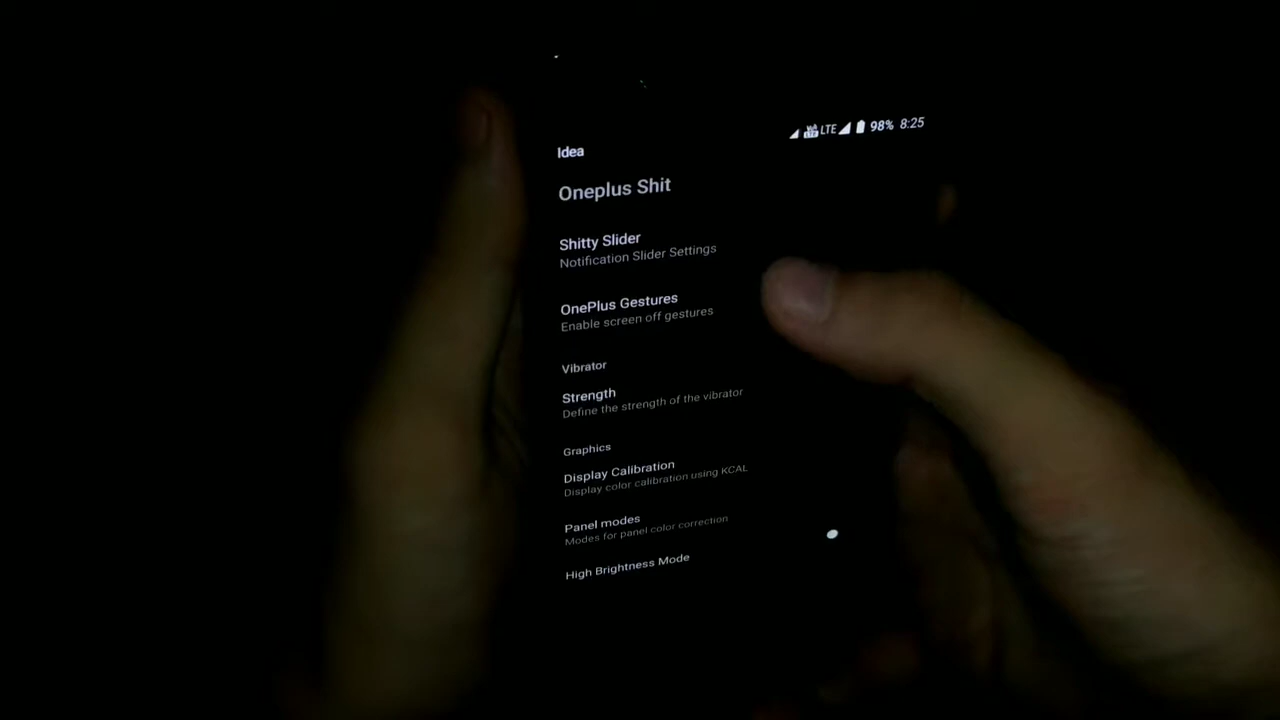 Idea
Vo LTE LTE 98% 8:25
Oneplus Shit
Shitty Slider
Notification Slider Settings
OnePlus Gestures
Enable screen off gestures
Vibrator
Strength
Define the strength of the vibrator
Graphics
Display Calibration
Display color calibration using KCAL
Panel modes
Modes for panel color correction
High Brightness Mode